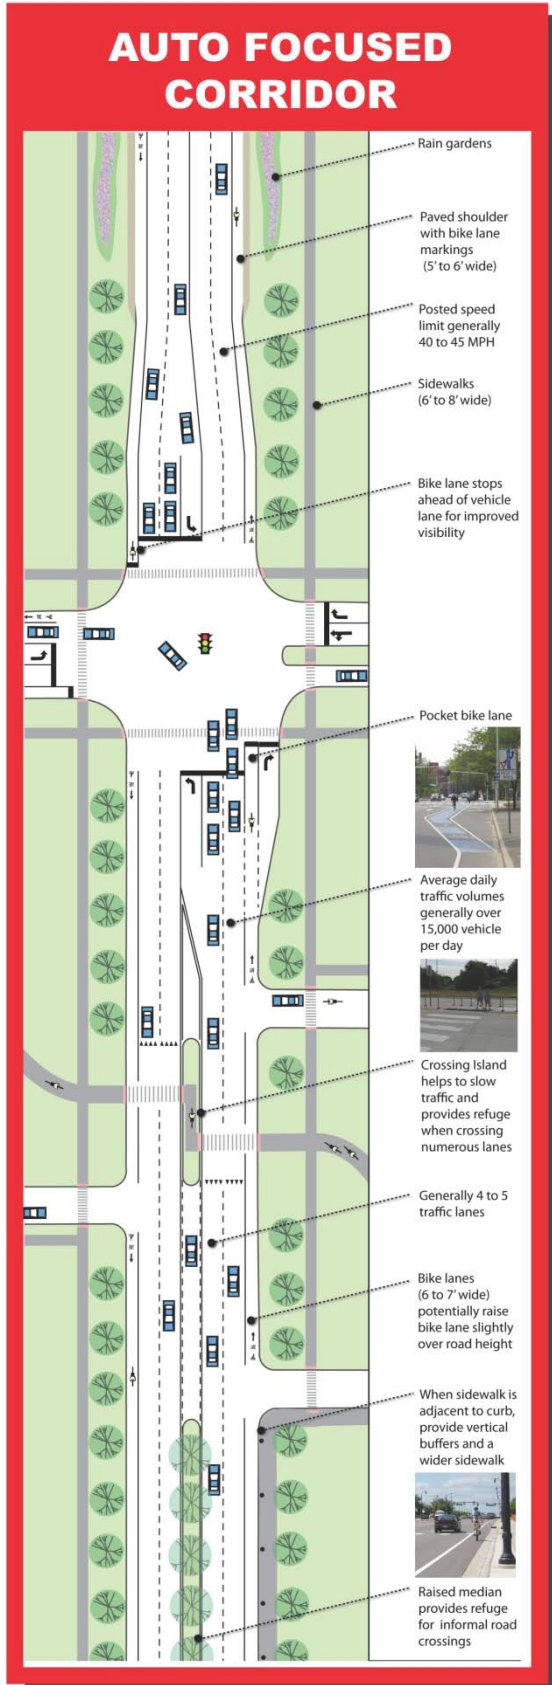 AUTO FOCUSED
CORRIDOR
Rain gardens
Paved shoulder
with bike lane
markings
(5' to 6' wide)
Posted speed
limit generally
40 to 45 MPH
Sidewalks
(6' to 8' wide)
Bike lane stops
ahead of vehicle
lane for improved
visibility
Pocket bike lane
Average daily
traffic volumes
generally over
15,000 vehicle
per day
Crossing Island
helps to slow
traffic and
provides refuge
when crossing
numerous lanes
Generally 4 to 5
traffic lanes
Bike lanes
(6 to 7' wide)
potentially raise
bike lane slightly
over road height
When sidewalk is
adjacent to curb,
provide vertical
buffers and a
wider sidewalk
Raised median
provides refuge
for informal road
crossings